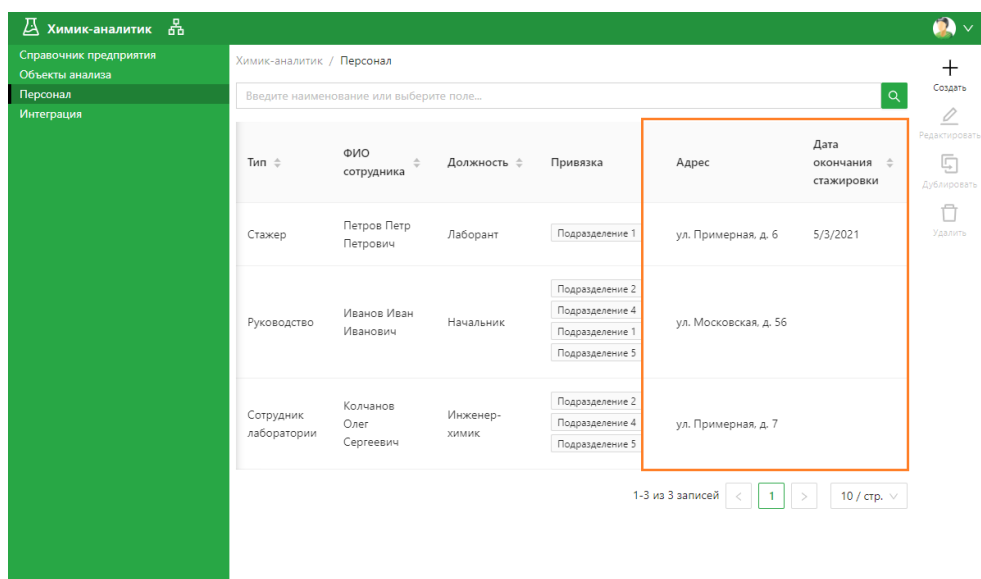 Химик-аналитик
Справочник предприятия
Объекты анализа
Персонал
Интеграция
Химик-аналитик / Персонал
Введите наименование или выберите поле...
Создать
Редактировать
Дублировать
Удалить
Тип
ФИО
сотрудника
Должность
Привязка
Адрес
Дата
окончания
стажировки
Стажер
Петров Петр
Петрович
Лаборант
Подразделение 1
ул. Примерная, д. 6
5/3/2021
Руководство
Иванов Иван
Иванович
Начальник
Подразделение 2
Подразделение 4
Подразделение 1
Подразделение 5
ул. Московская, д. 56
Сотрудник
лаборатории
Колчанов
Олег
Сергеевич
Инженер-
химик
Подразделение 2
Подразделение 4
Подразделение 5
ул. Примерная, д. 7
1-3 из 3 записей
<
1
>
10 / стр.